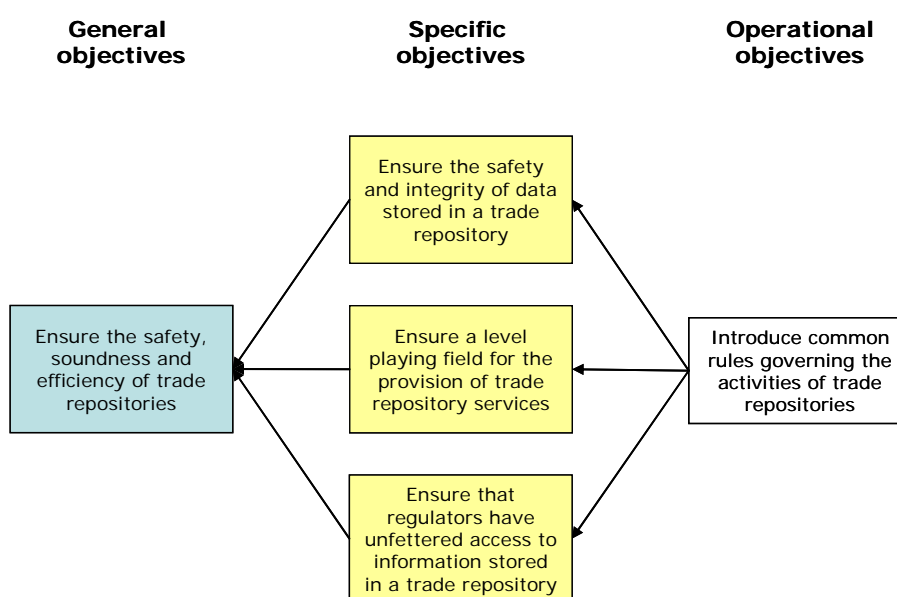 General
objectives
Specific
objectives
Operational
objectives
Ensure the safety
and integrity of data
stored in a trade
repository
Ensure the safety,
soundness and
efficiency of trade
repositories
Ensure a level
playing field for the
provision of trade
repository services
Introduce common
rules governing the
activities of trade
repositories
Ensure that
regulators have
unfettered access to
information stored
in a trade repository